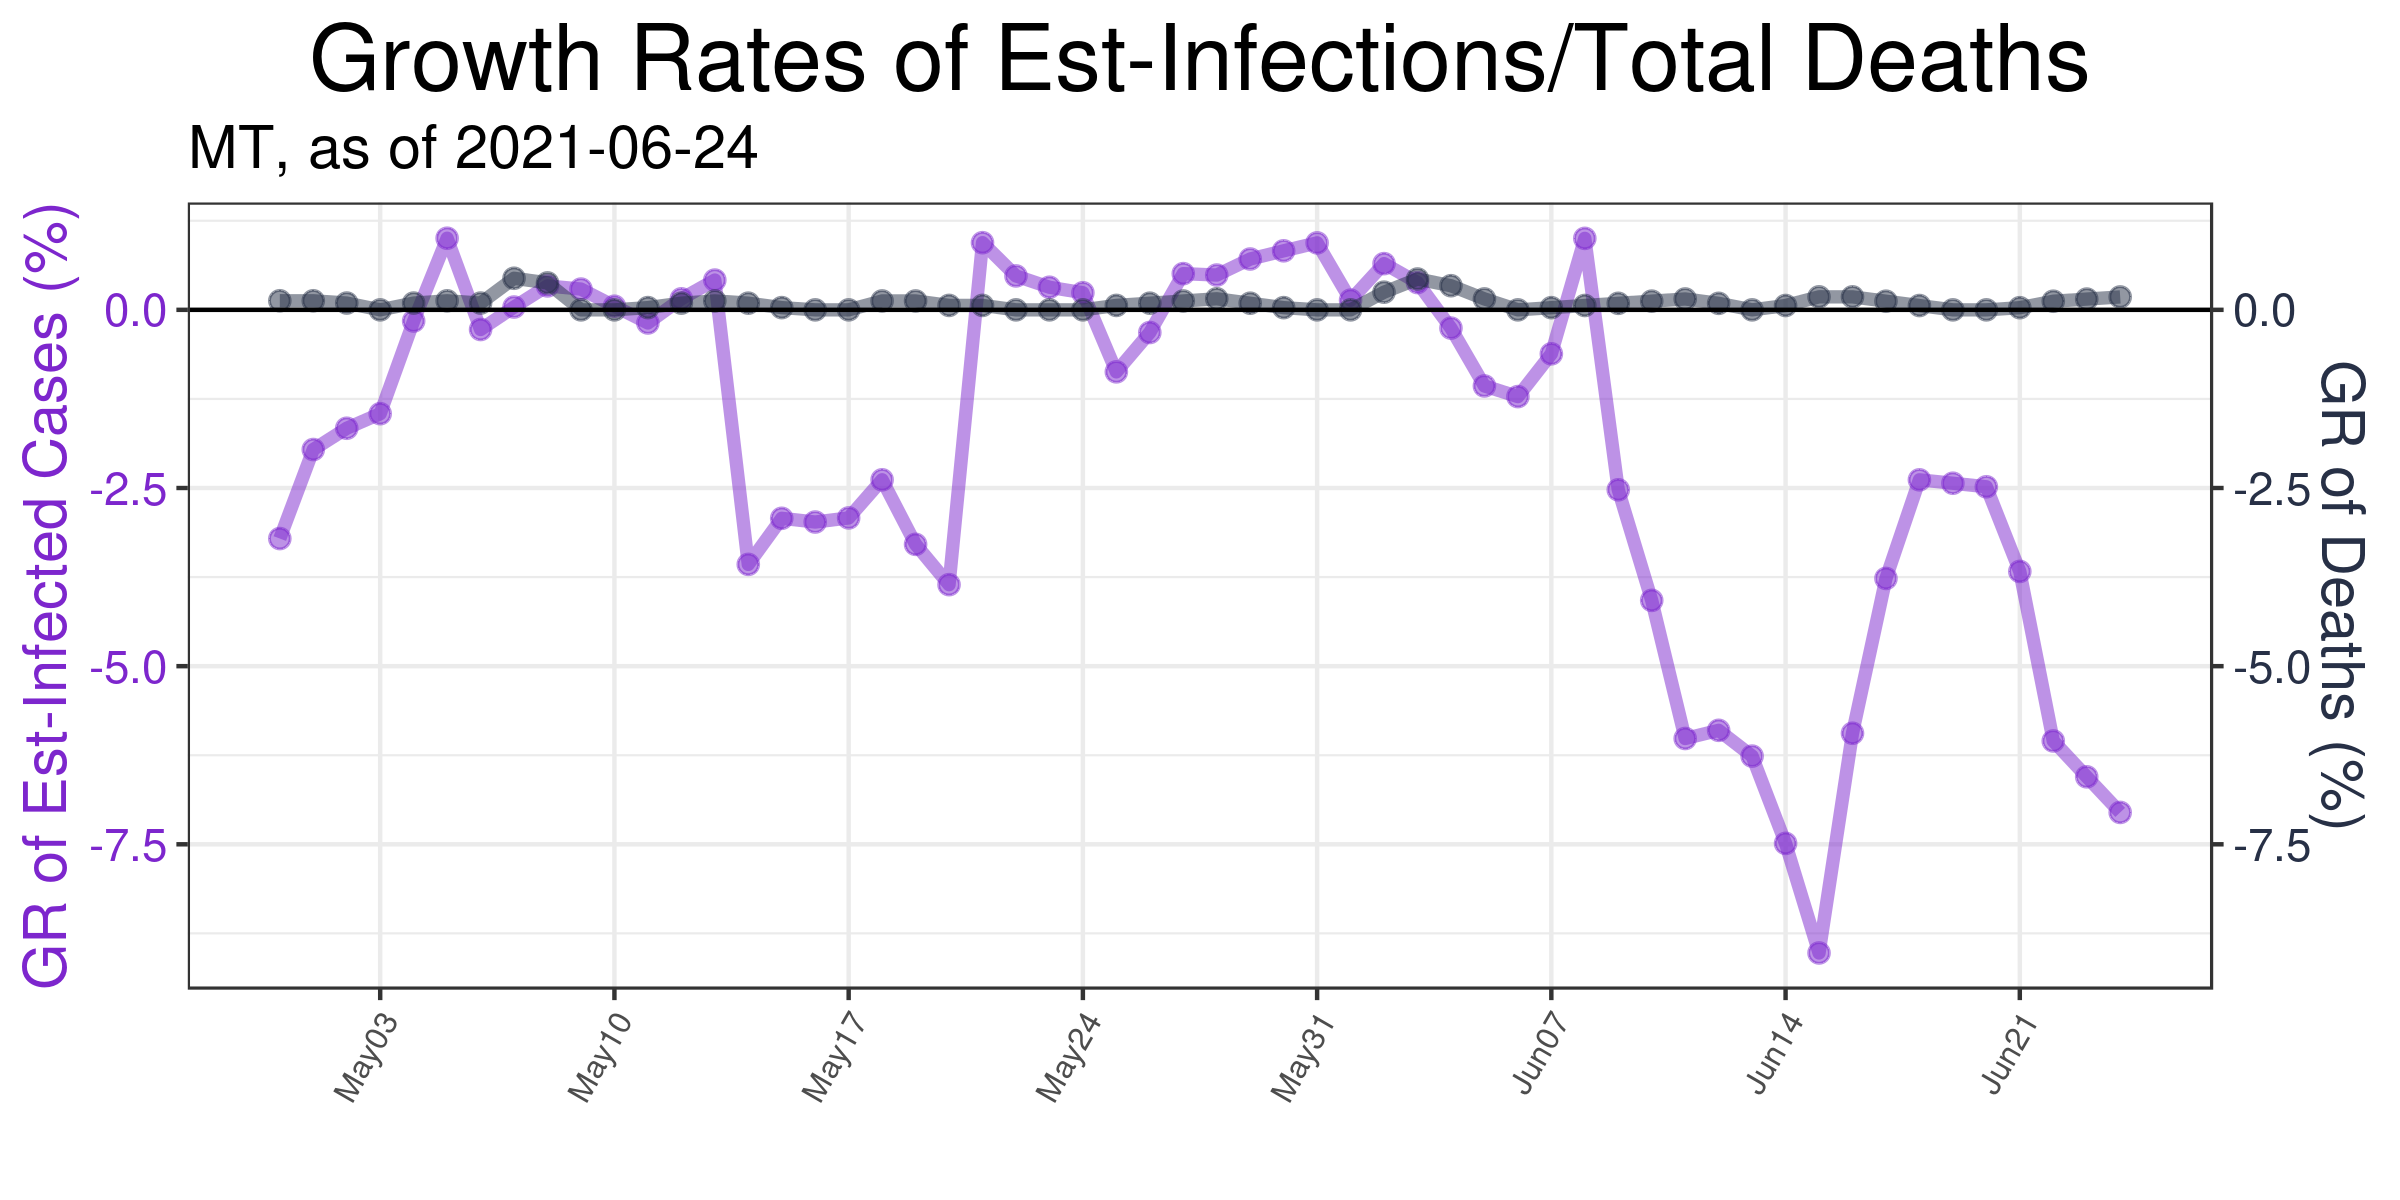 Growth Rates of Est-Infections/Total Deaths
MT, as of 2021-06-24
GR of Est-Infected Cases (%)
0.0
-2.5
-5.0
-7.5
0.0
-2.5
-5.0
-7.5
GR of Deaths (%)
May03
May10
May17
May24
May31
Jun07
Jun14
Jun21